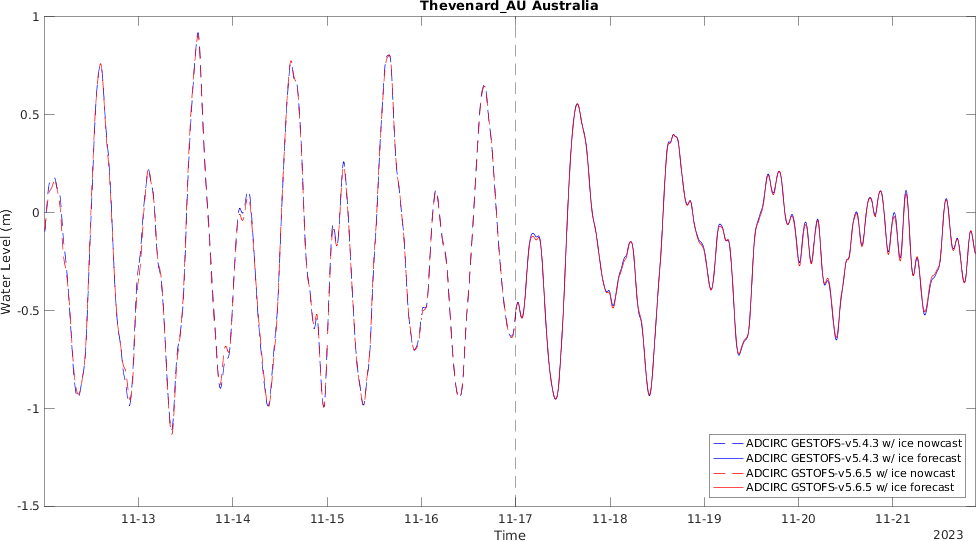 Thevenard_AU Australia
1
0.5
0
-0.5
-1
-1.5
Water Level (m)
ADCIRC GESTOFS-v5.4.3 w/ ice nowcast
ADCIRC GESTOFS-v5.4.3 w/ ice forecast
ADCIRC GSTOFS-v5.6.5 w/ ice nowcast
ADCIRC GSTOFS-v5.6.5 w/ ice forecast
11-13 11-14 11-15 11-16 11-17 11-18 11-19 11-20 11-21
Time
2023